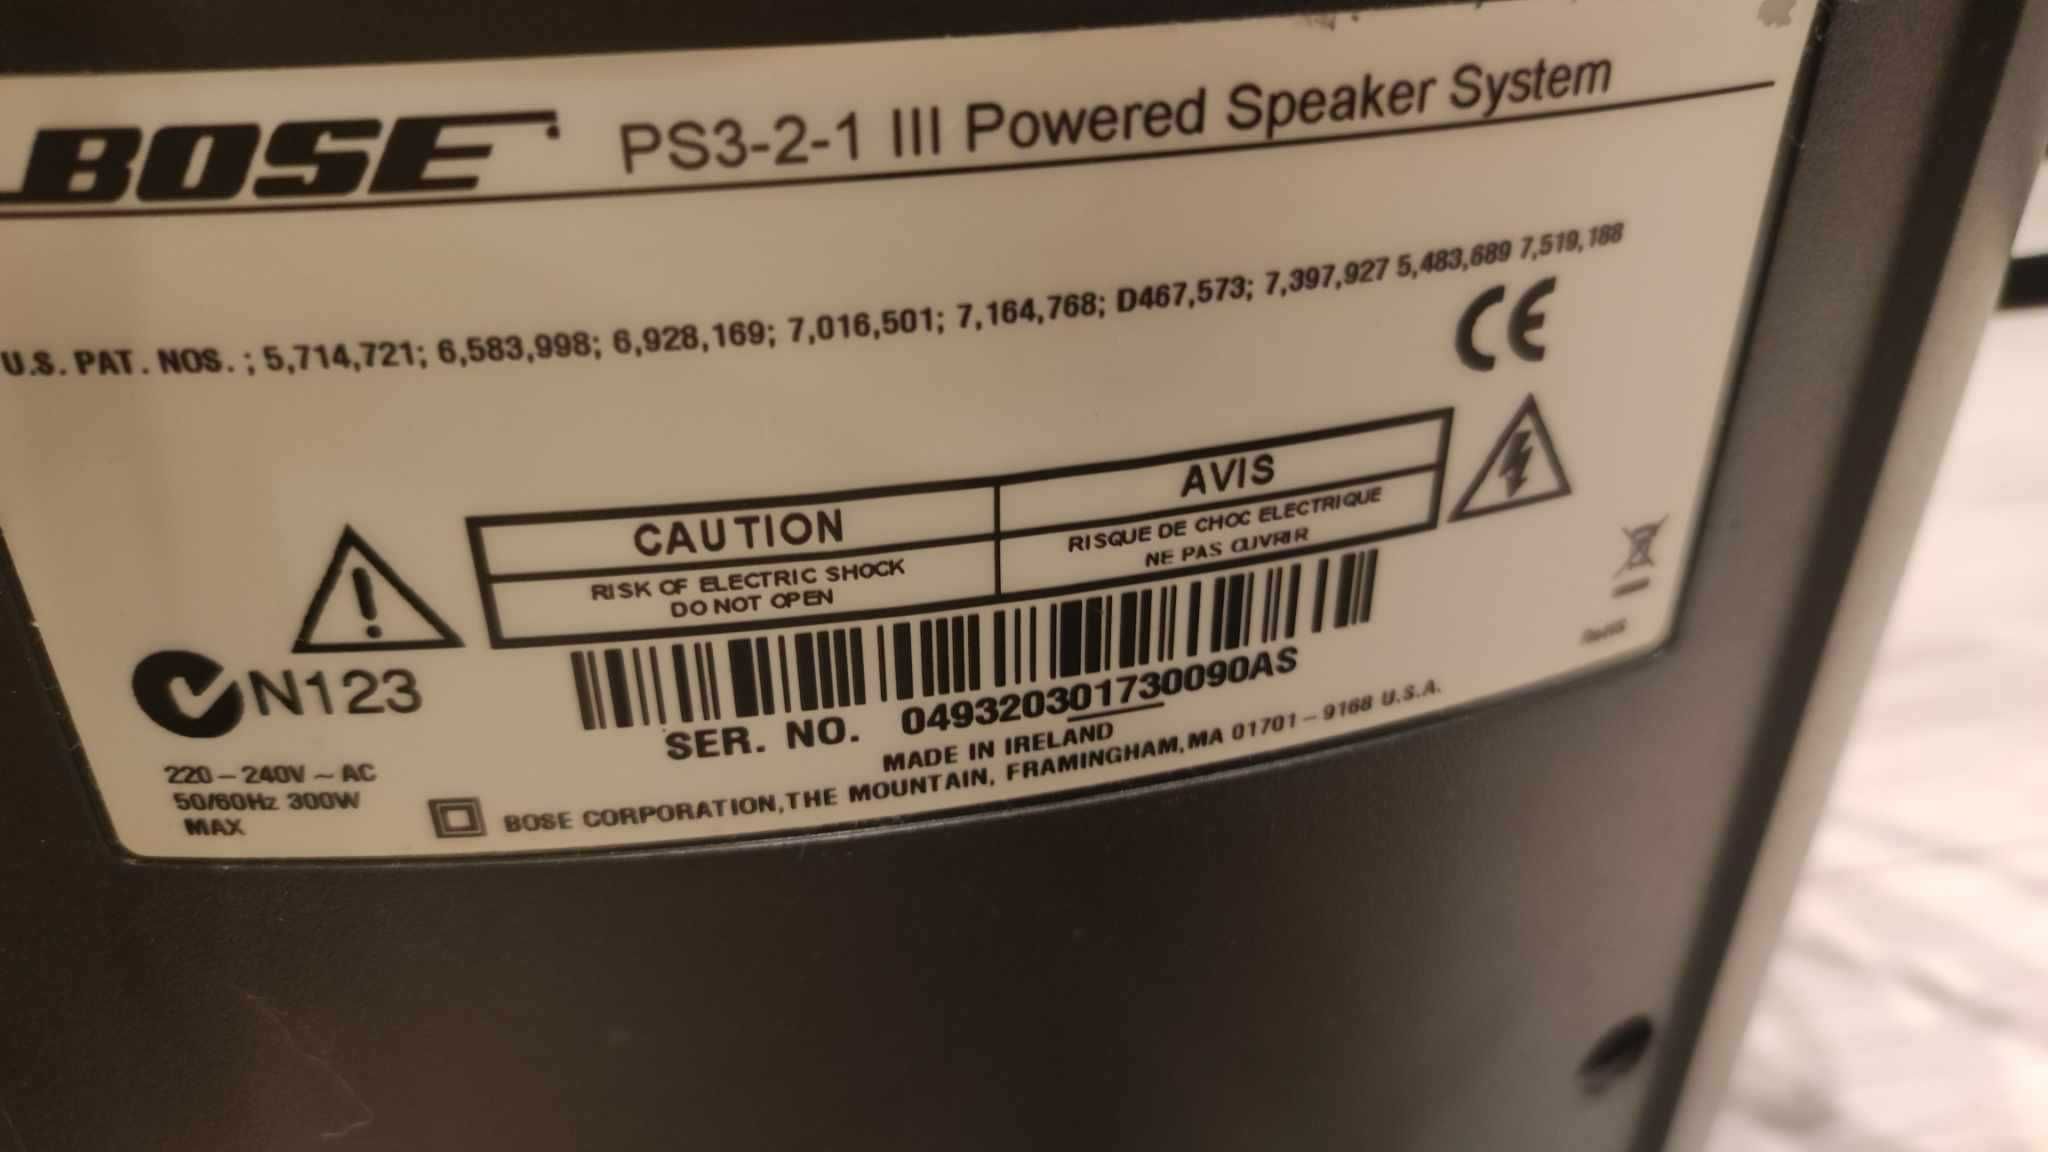 BOSE PS3-2-1 III Powered Speaker System
U.S. PAT. NOS. ; 5,714,721; 6,583,998; 6,928,169; 7,016,501; 7,164,768; D467,573; 7,397,927 5,483,689 7,519,188
CE
CAUTION
RISK OF ELECTRIC SHOCK
DO NOT OPEN
AVIS
RISQUE DE CHOC ELECTRIQUE
NE PAS OUVRIR
N123
SER. NO. 049320301730090AS
MADE IN IRELAND
220-240V ~ AC
50/60Hz 300W
MAX
BOSE CORPORATION, THE MOUNTAIN, FRAMINGHAM, MA 01701-9168 U.S.A.